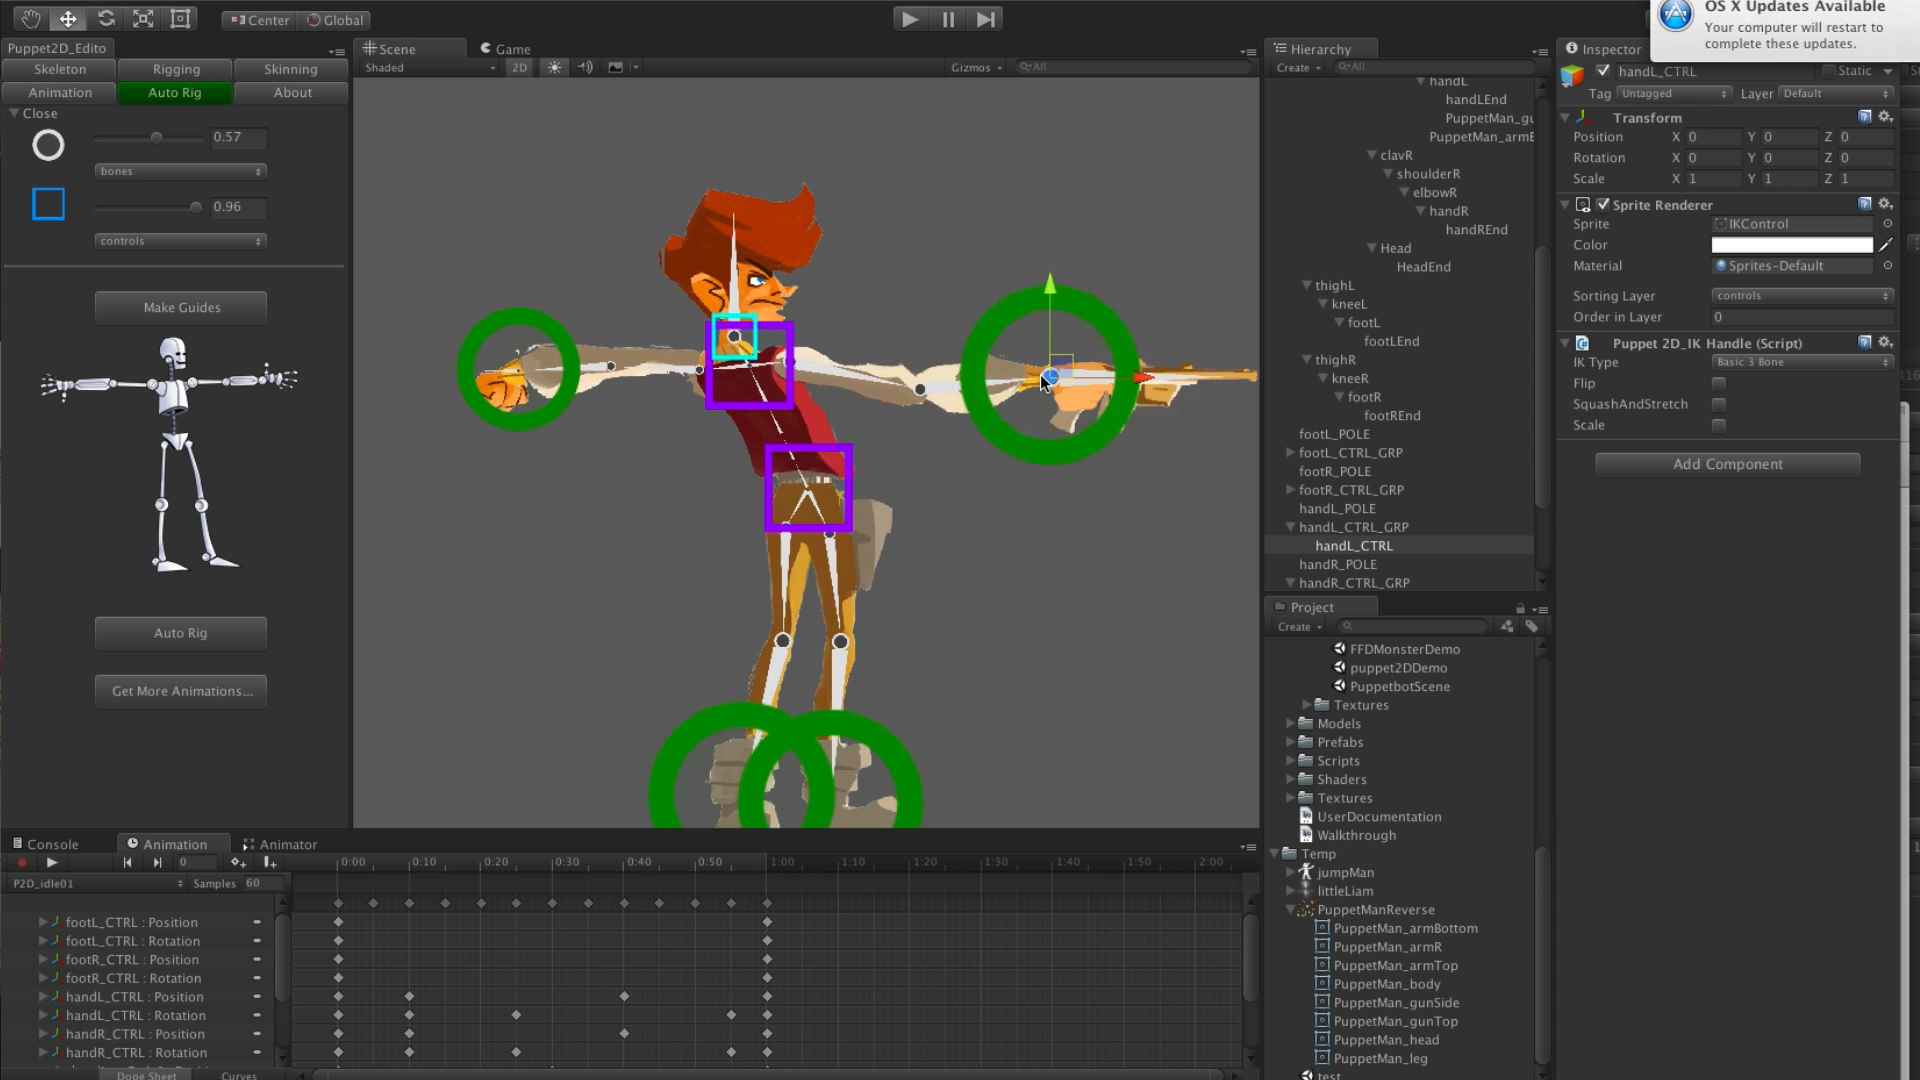 Center
Global
OS X Updates Available
Your computer will restart to
complete these updates.
Puppet2D_Edito
Skeleton
Rigging
Skinning
Animation
Auto Rig
About
Close
0.57
bones
0.96
controls
Make Guides
Auto Rig
Get More Animations...
Scene
Game
Shaded
2D
Gizmos
All
Hierarchy
Create
All
handL
handLEnd
PuppetMan_gu
PuppetMan_armB
clavR
shoulderR
elbowR
handR
handREnd
Head
HeadEnd
thighL
kneeL
footL
footLEnd
thighR
kneeR
footR
footREnd
footL_POLE
footL_CTRL_GRP
footR_POLE
footR_CTRL_GRP
handL_POLE
handL_CTRL_GRP
handL_CTRL
handR_POLE
handR_CTRL_GRP
Project
Create
FFDMonsterDemo
puppet2DDemo
PuppetbotScene
Textures
Models
Prefabs
Scripts
Shaders
Textures
UserDocumentation
Walkthrough
Temp
jumpMan
littleLiam
PuppetManReverse
PuppetMan_armBottom
PuppetMan_armR
PuppetMan_armTop
PuppetMan_body
PuppetMan_gunSide
PuppetMan_gunTop
PuppetMan_head
PuppetMan_leg
test
Inspector
handL_CTRL
Static
Tag Untagged Layer Default
Transform
Position X 0 Y 0 Z 0
Rotation X 0 Y 0 Z 0
Scale X 1 Y 1 Z 1
Sprite Renderer
Sprite IKControl
Color
Material Sprites-Default
Sorting Layer controls
Order in Layer 0
Puppet 2D_IK Handle (Script)
IK Type Basic 3 Bone
Flip
SquashAndStretch
Scale
Add Component
Console
Animation
Animator
0
0:00 0:10 0:20 0:30 0:40 0:50 1:00 1:10 1:20 1:30 1:40 1:50 2:00
P2D_idle01 Samples 60
footL_CTRL : Position
footL_CTRL : Rotation
footR_CTRL : Position
footR_CTRL : Rotation
handL_CTRL : Position
handL_CTRL : Rotation
handR_CTRL : Position
handR_CTRL : Rotation
Dope Sheet
Curves